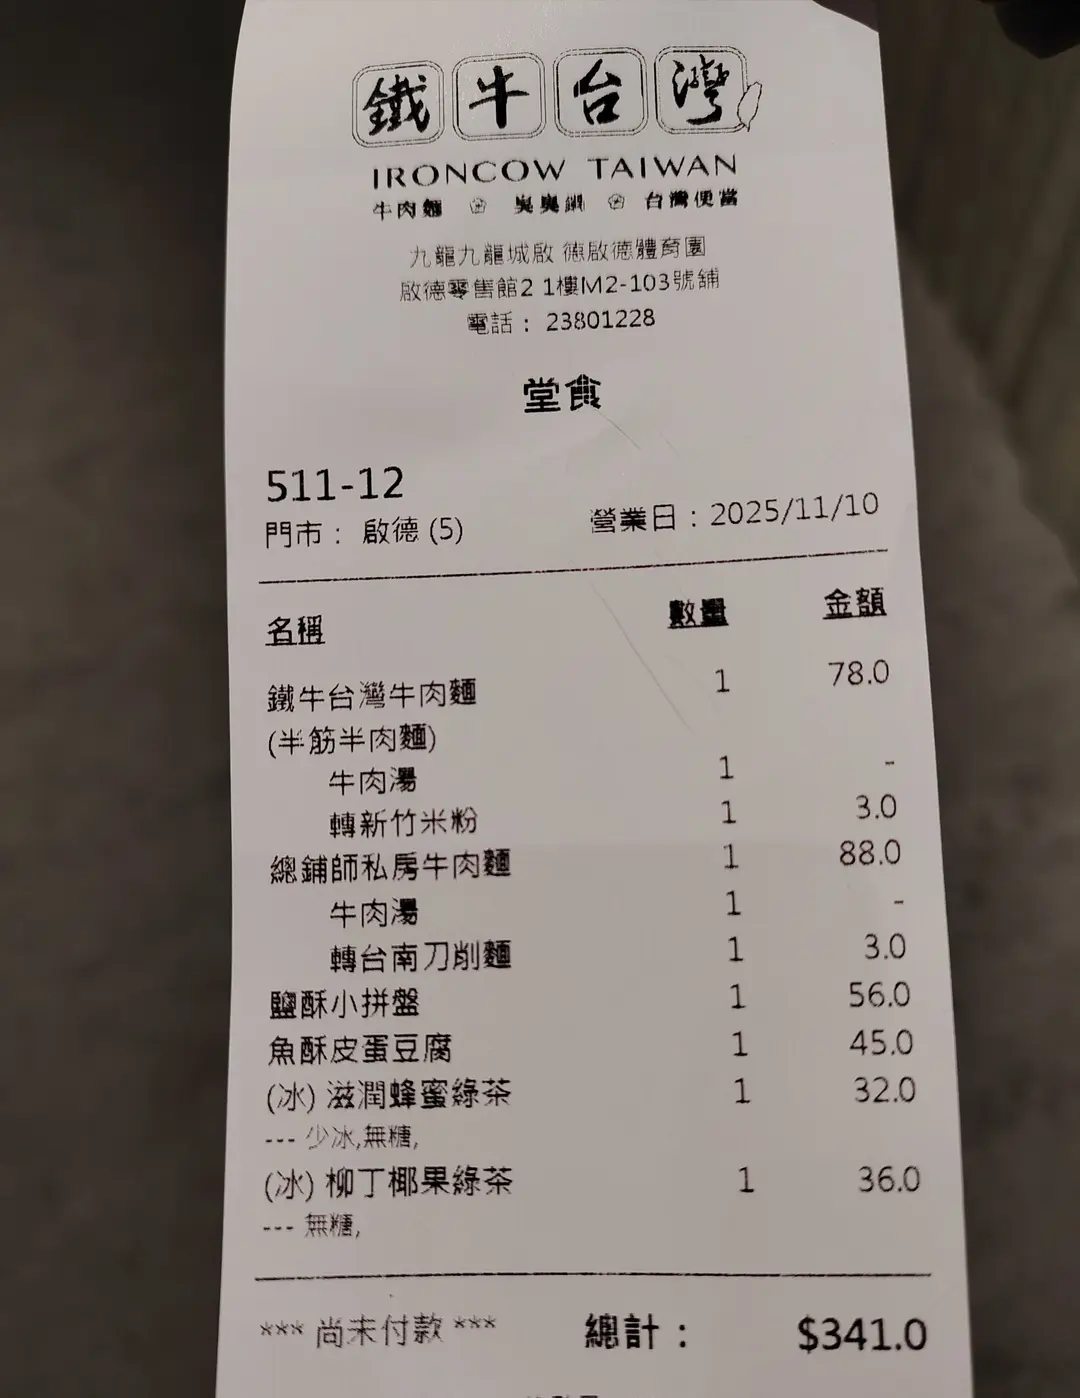 鐵牛台灣
IRONCOW TAIWAN
牛肉麵 臭臭鍋 台灣便當
九龍九龍城啟 德啟德體育園
啟德零售館2 1樓M2-103號舖
電話： 23801228
堂食
511-12
門市： 啟德 (5) 營業日：2025/11/10
名稱 數量 金額
鐵牛台灣牛肉麵 1 78.0
(半筋半肉麵)
牛肉湯 1 -
轉新竹米粉 1 3.0
總鋪師私房牛肉麵 1 88.0
牛肉湯 1 -
轉台南刀削麵 1 3.0
鹽酥小拼盤 1 56.0
魚酥皮蛋豆腐 1 45.0
(冰) 滋潤蜂蜜綠茶 1 32.0
--- 少冰,無糖,
(冰) 柳丁椰果綠茶 1 36.0
--- 無糖,
*** 尚未付款 *** 總計： $341.0